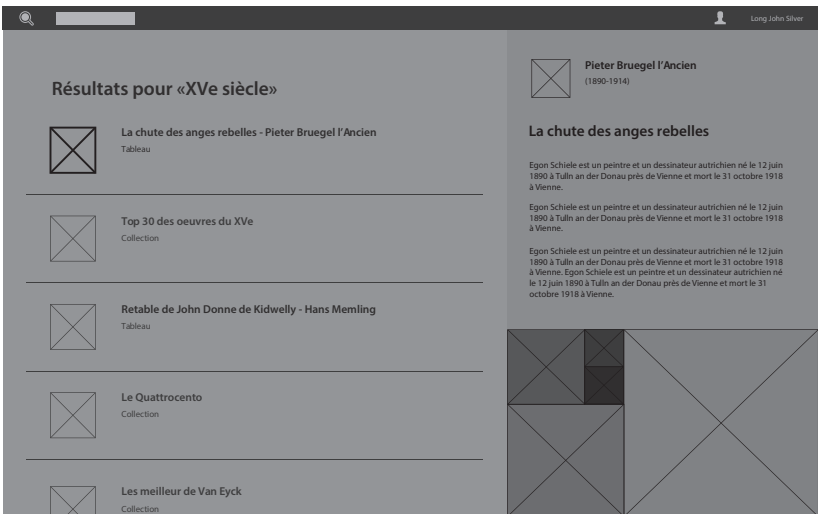 Long John Silver
Résultats pour «XVe siècle»
La chute des anges rebelles - Pieter Bruegel l'Ancien
Tableau
Top 30 des oeuvres du XVe
Collection
Retable de John Donne de Kidwelly - Hans Memling
Tableau
Le Quattrocento
Collection
Les meilleur de Van Eyck
Collection
Pieter Bruegel l'Ancien
(1890-1914)
La chute des anges rebelles
Egon Schiele est un peintre et un dessinateur autrichien né le 12 juin
1890 à Tulln an der Donau près de Vienne et mort le 31 octobre 1918
à Vienne.
Egon Schiele est un peintre et un dessinateur autrichien né le 12 juin
1890 à Tulln an der Donau près de Vienne et mort le 31 octobre 1918
à Vienne.
Egon Schiele est un peintre et un dessinateur autrichien né le 12 juin
1890 à Tulln an der Donau près de Vienne et mort le 31 octobre 1918
à Vienne. Egon Schiele est un peintre et un dessinateur autrichien né
le 12 juin 1890 à Tulln an der Donau près de Vienne et mort le 31
octobre 1918 à Vienne.